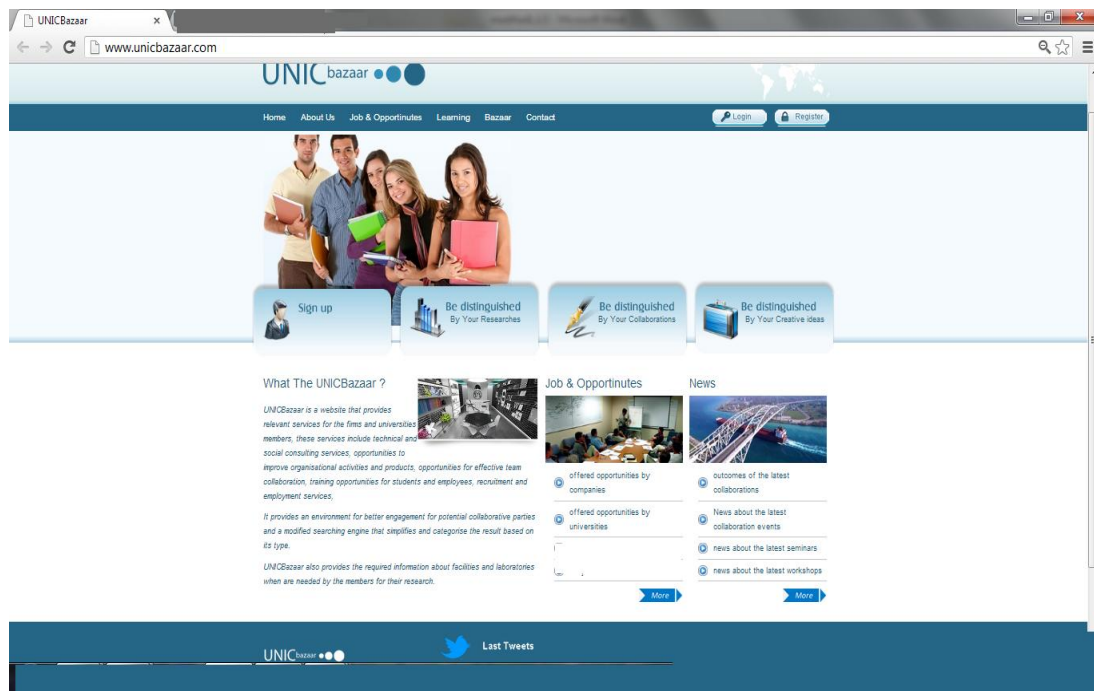 UNICBazaar
www.unicbazaar.com
UNIC bazaar
Home About Us Job & Opportinutes Learning Bazaar Contact Login Register
Sign up
Be distinguished
By Your Researches
Be distinguished
By Your Collaborations
Be distinguished
By Your Creative ideas
What The UNICBazaar ?
UNICBazaar is a website that provides
relevant services for the firms and universities
members, these services include technical and
social consulting services, opportunities to
improve organisational activities and products, opportunities for effective team
collaboration, training opportunities for students and employees, recruitment and
employment services,
It provides an environment for better engagement for potential collaborative parties
and a modified searching engine that simplifies and categorise the result based on
its type.
UNICBazaar also provides the required information about facilities and laboratories
when are needed by the members for their research.
Job & Opportinutes
offered opportunities by
companies
offered opportunities by
universities
More
News
outcomes of the latest
collaborations
News about the latest
collaboration events
news about the latest seminars
news about the latest workshops
More
UNIC bazaar
Last Tweets